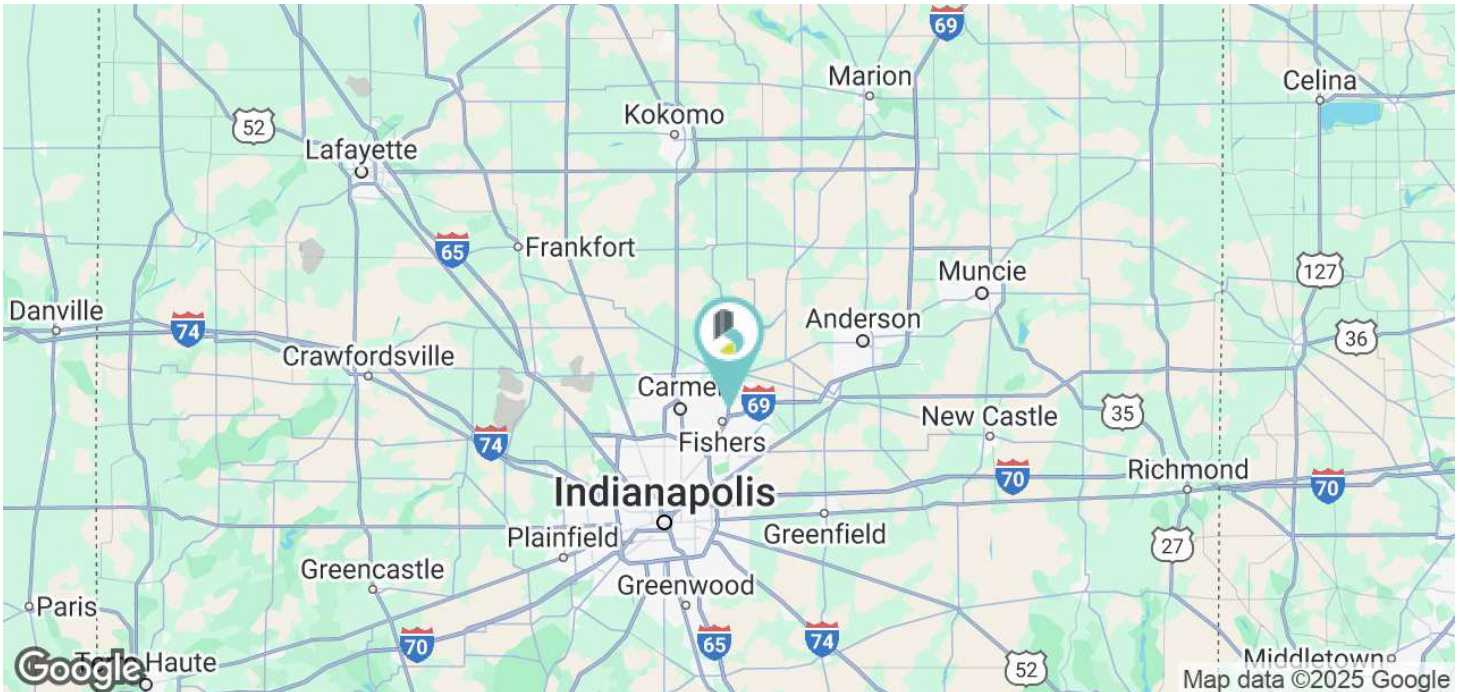 69
Marion
Celina
Kokomo
52
Lafayette
65
Frankfort
127
Muncie
Danville
74
Anderson
36
Crawfordsville
Carmel
69
35
New Castle
Fishers
74
Richmond
70
70
Indianapolis
Plainfield
Greenfield
27
Greencastle
Greenwood
Paris
70
65
74
52
Google
Haute
Middletown
Map data ©2025 Google